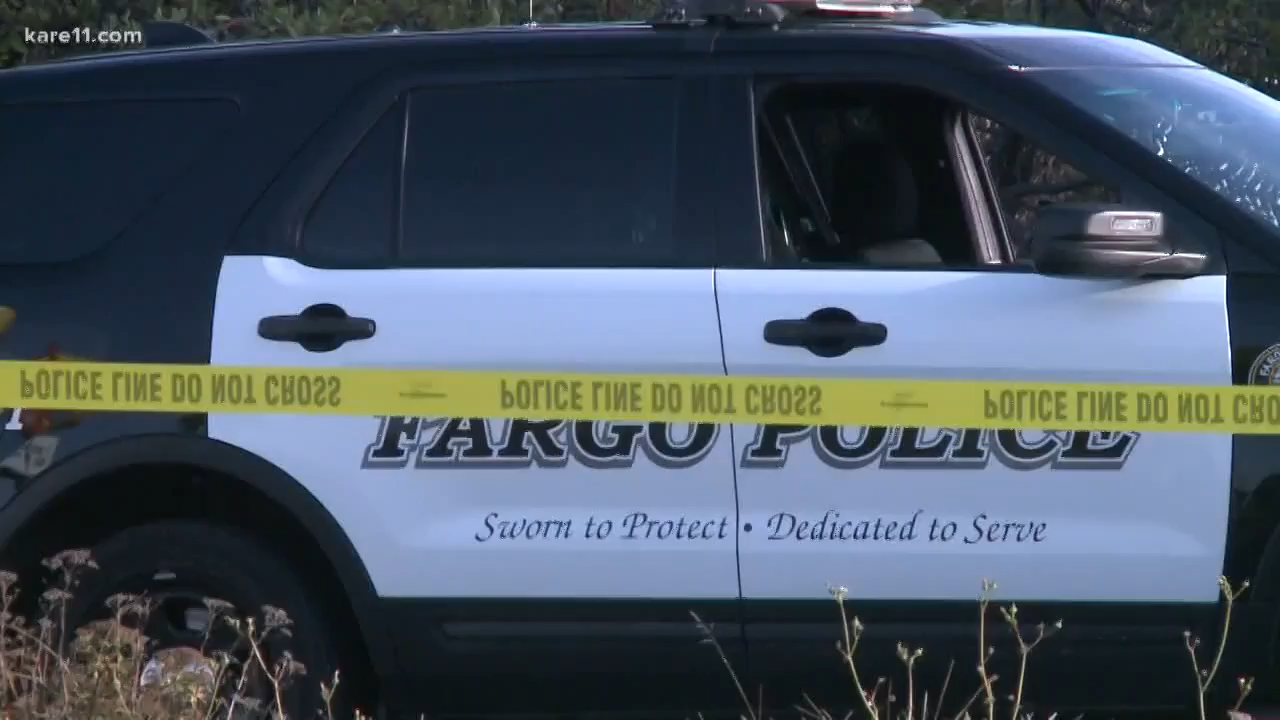 kare11.com
POLICE LINE DO NOT CROSS POLICE LINE DO NOT CROSS POLICE LINE DO NOT CRO
FARGO POLICE
Sworn to Protect • Dedicated to Serve